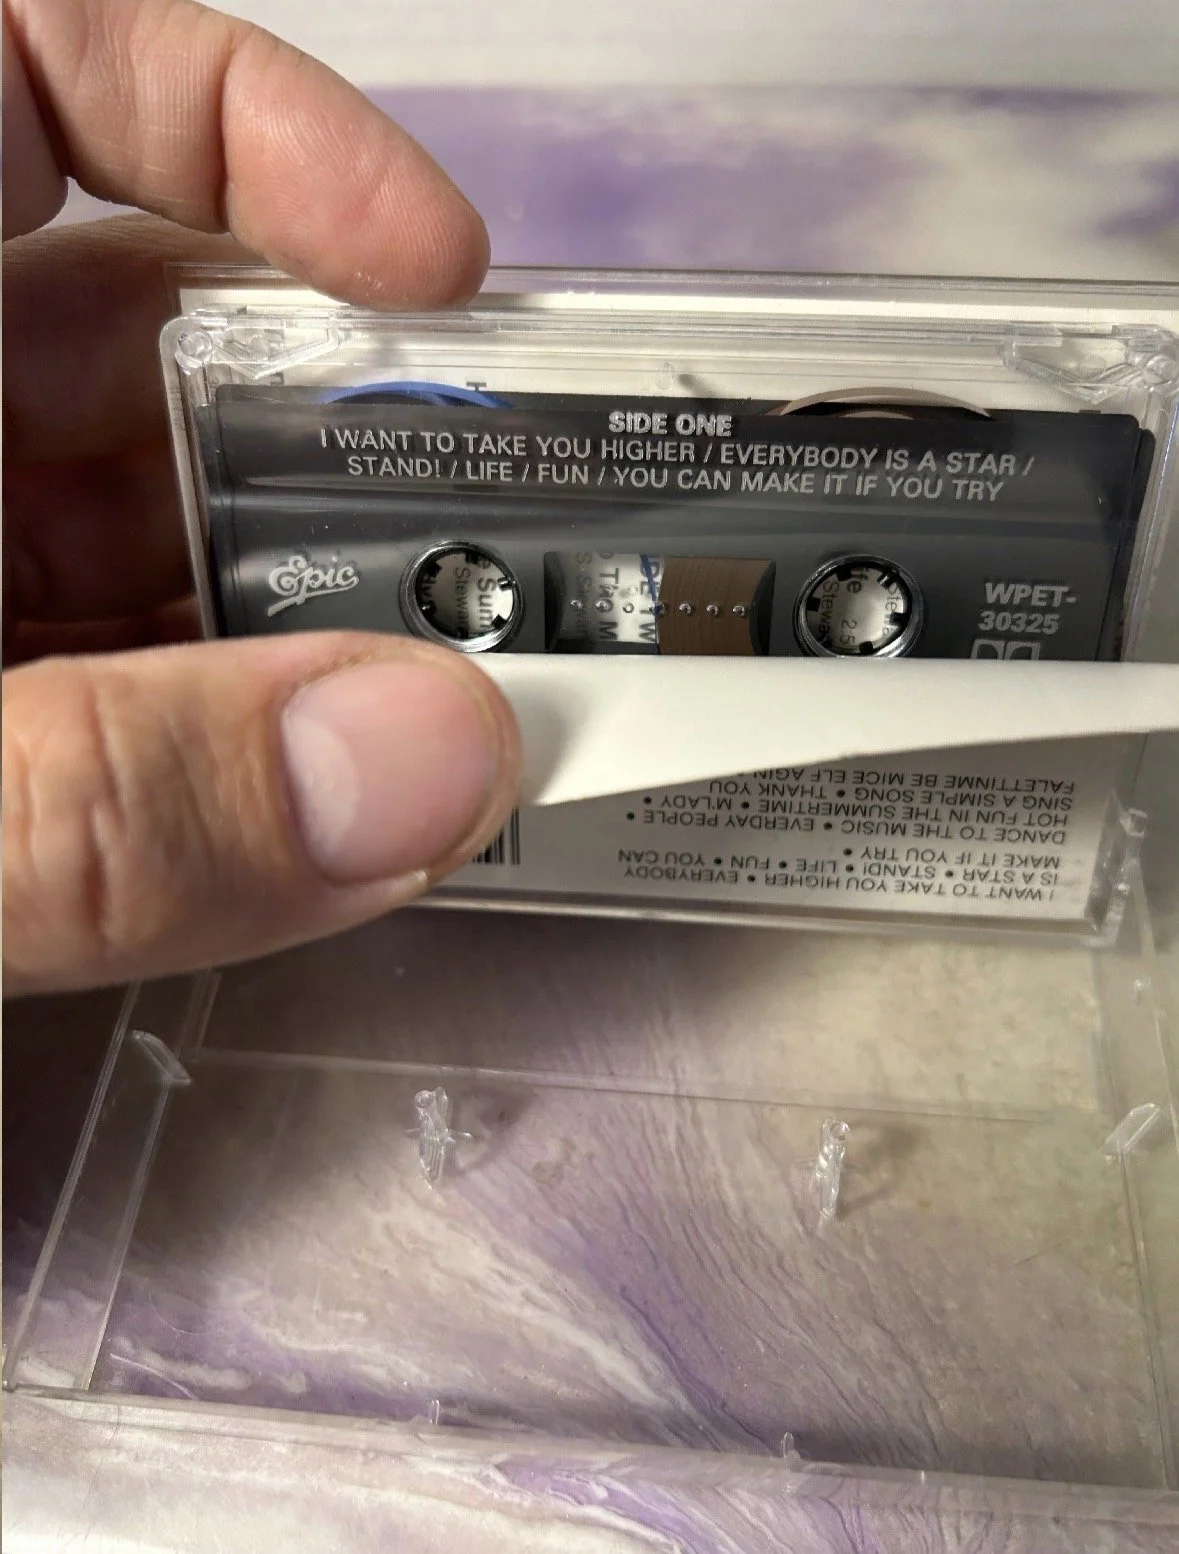 SIDE ONE
I WANT TO TAKE YOU HIGHER / EVERYBODY IS A STAR /
STAND! / LIFE / FUN / YOU CAN MAKE IT IF YOU TRY
Epic
WPET-
30325
I WANT TO TAKE YOU HIGHER • EVERYBODY
IS A STAR • STAND! • LIFE • FUN • YOU CAN
MAKE IT IF YOU TRY •
DANCE TO THE MUSIC • EVERDAY PEOPLE •
HOT FUN IN THE SUMMERTIME • M'LADY •
SING A SIMPLE SONG • THANK YOU
FALETTINME BE MICE ELF AGIN